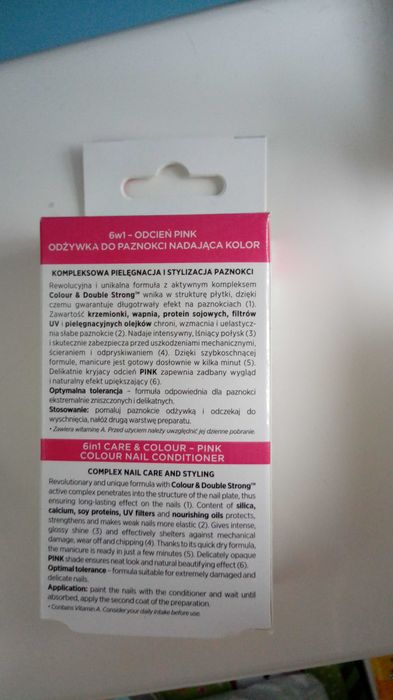 6w1 – ODCIEŃ PINK
ODŻYWKA DO PAZNOKCI NADAJĄCA KOLOR
KOMPLEKSOWA PIELĘGNACJA I STYLIZACJA PAZNOKCI
Rewolucyjna i unikalna formuła z aktywnym kompleksem
Colour & Double Strong™ wnika w strukturę płytki, dzięki
czemu gwarantuje długotrwały efekt na paznokciach (1).
Zawartość krzemionki, wapnia, protein sojowych, filtrów
UV i pielęgnacyjnych olejków chroni, wzmacnia i uelastycz-
nia słabe paznokcie (2). Nadaje intensywny, lśniący połysk (3)
i skutecznie zabezpiecza przed uszkodzeniami mechanicznymi,
ścieraniem i odpryskiwaniem (4). Dzięki szybkoschnącej
formule, manicure jest gotowy dosłownie w kilka minut (5).
Delikatnie kryjący odcień PINK zapewnia zadbany wygląd
i naturalny efekt upiększający (6).
Optymalna tolerancja – formuła odpowiednia dla paznokci
ekstremalnie zniszczonych i delikatnych.
Stosowanie: pomaluj paznokcie odżywką i odczekaj do
wyschnięcia, nałóż drugą warstwę preparatu.
• Zawiera witaminę A. Przed użyciem należy uwzględnić jej dzienne pobranie.
6in1 CARE & COLOUR – PINK
COLOUR NAIL CONDITIONER
COMPLEX NAIL CARE AND STYLING
Revolutionary and unique formula with Colour & Double Strong™
active complex penetrates into the structure of the nail plate, thus
ensuring long-lasting effect on the nails (1). Content of silica,
calcium, soy proteins, UV filters and nourishing oils protects,
strengthens and makes weak nails more elastic (2). Gives intense,
glossy shine (3) and effectively shelters against mechanical
damage, wear off and chipping (4). Thanks to its quick dry formula,
the manicure is ready in just a few minutes (5). Delicately opaque
PINK shade ensures neat look and natural beautifying effect (6).
Optimal tolerance – formula suitable for extremely damaged and
delicate nails.
Application: paint the nails with the conditioner and wait until
absorbed, apply the second coat of the preparation.
• Contains Vitamin A. Consider your daily intake before use.